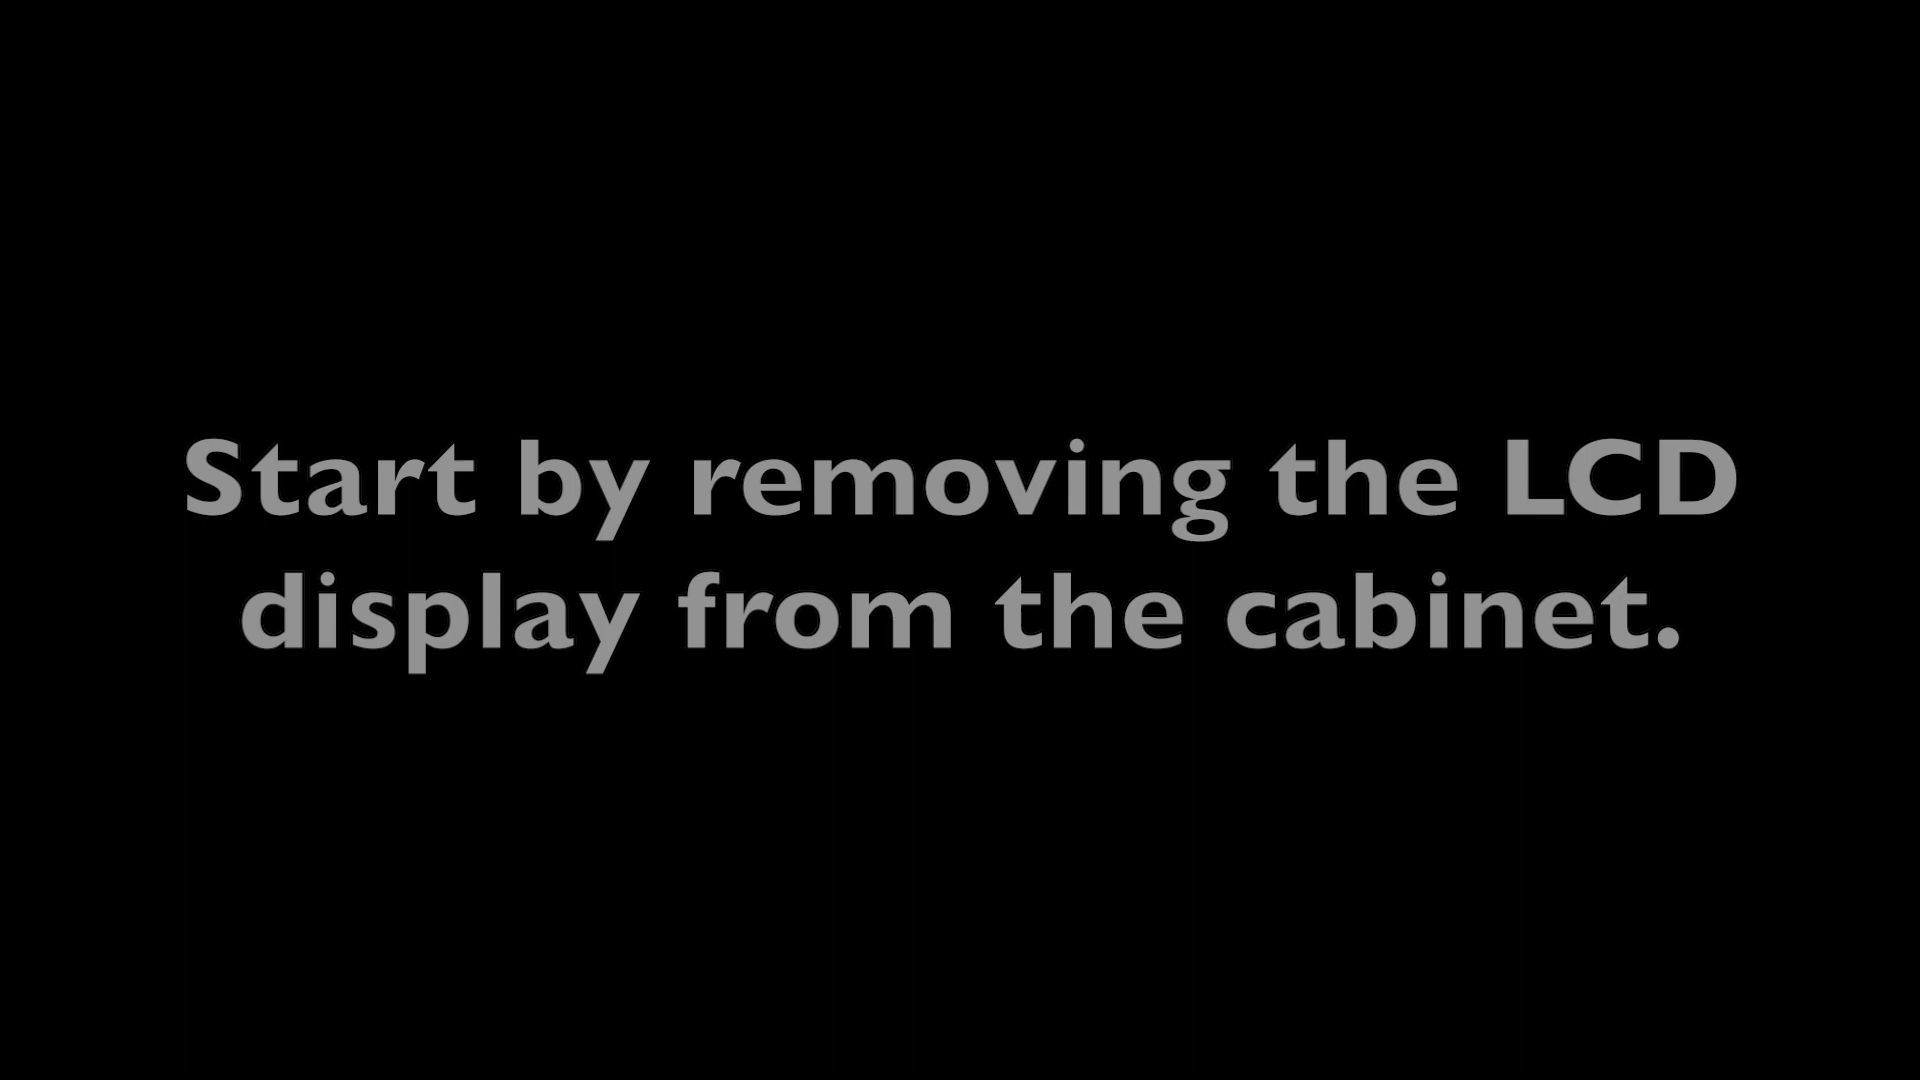 Start by removing the LCD
display from the cabinet.